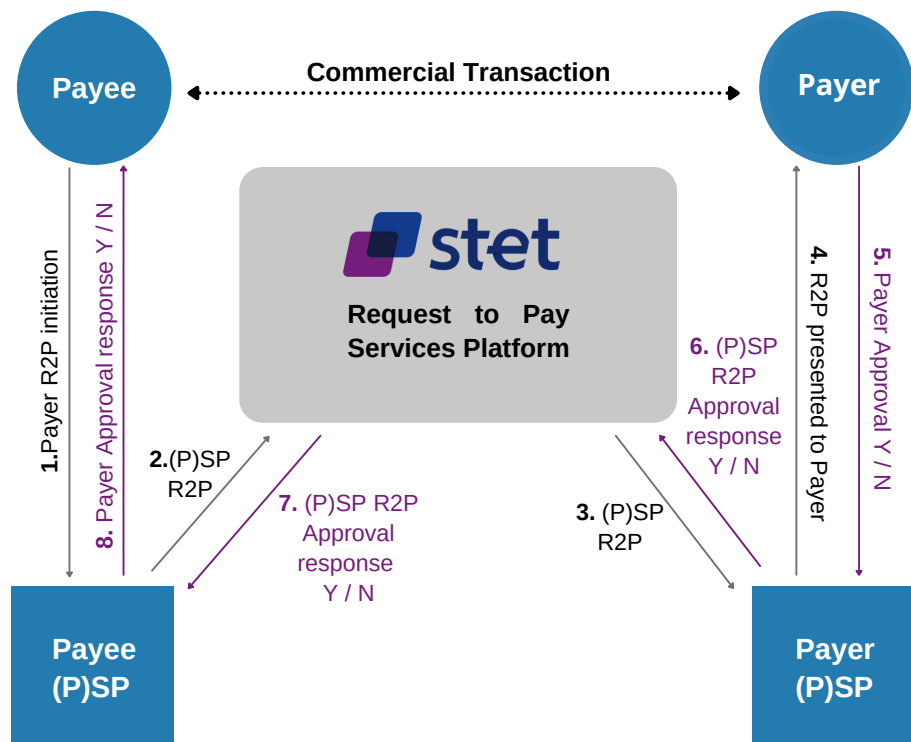 Payee
Commercial Transaction
Payer
stet
Request to Pay
Services Platform
1.Payer R2P initiation
8. Payer Approval response Y / N
2.(P)SP
R2P
7. (P)SP R2P
Approval
response
Y / N
3. (P)SP
R2P
6. (P)SP
R2P
Approval
response
Y / N
4. R2P presented to Payer
5. Payer Approval Y / N
Payee
(P)SP
Payer
(P)SP